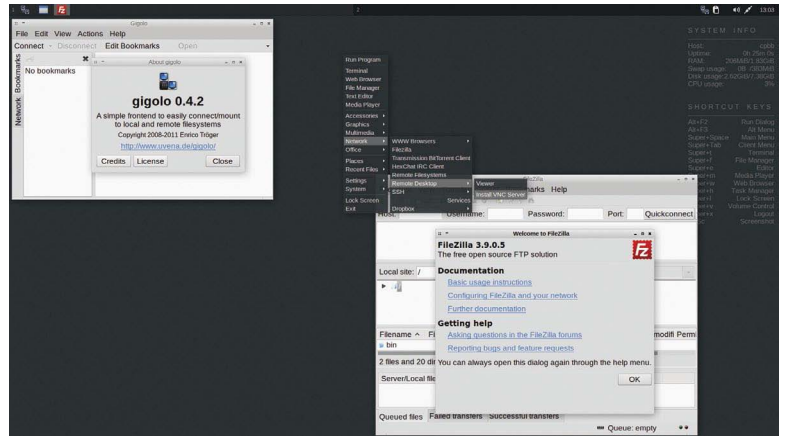 2
13:03
Gigolo
File Edit View Actions Help
Connect Disconnect Edit Bookmarks Open
Bookmarks
Network
No bookmarks
About gigolo
gigolo 0.4.2
A simple frontend to easily connect/mount
to local and remote filesystems
Copyright 2008-2011 Enrico Tröger
http://www.uvena.de/gigolo/
Credits License Close
Run Program
Terminal
Web Browser
File Manager
Text Editor
Media Player
Accessories
Graphics
Multimedia
Network
Office
Places
Recent Files
Settings
System
Lock Screen
Exit
WWW Browsers
Filezilla
Transmission BitTorrent Client
HexChat IRC Client
Remote Filesystems
Remote Desktop
SSH
Services
Dropbox
Viewer
Install VNC Server
SYSTEM INFO
Host:
Uptime: 0h 25m 0s
RAM:
Swap usage:
Disk usage:
CPU usage: 3%
SHORTCUT KEYS
Alt+F2 Run Dialog
Alt+F3 Alt Menu
Super+Space Main Menu
Super+Tab Client Menu
Super+t Terminal
Super+f File Manager
Super+e Editor
Media Player
Web Browser
Task Manager
Lock Screen
Volume Control
Logout
Screenshot
FileZilla
marks Help
Host: Username: Password: Port: Quickconnect
Local site: /
Filename
bin
modifi Permi
2 files and 20 dir
Server/Local file
Queued files Failed transfers Successful transfers
Queue: empty
Welcome to FileZilla
FileZilla 3.9.0.5
The free open source FTP solution
Documentation
Basic usage instructions
Configuring FileZilla and your network
Further documentation
Getting help
Asking questions in the FileZilla forums
Reporting bugs and feature requests
You can always open this dialog again through the help menu.
OK